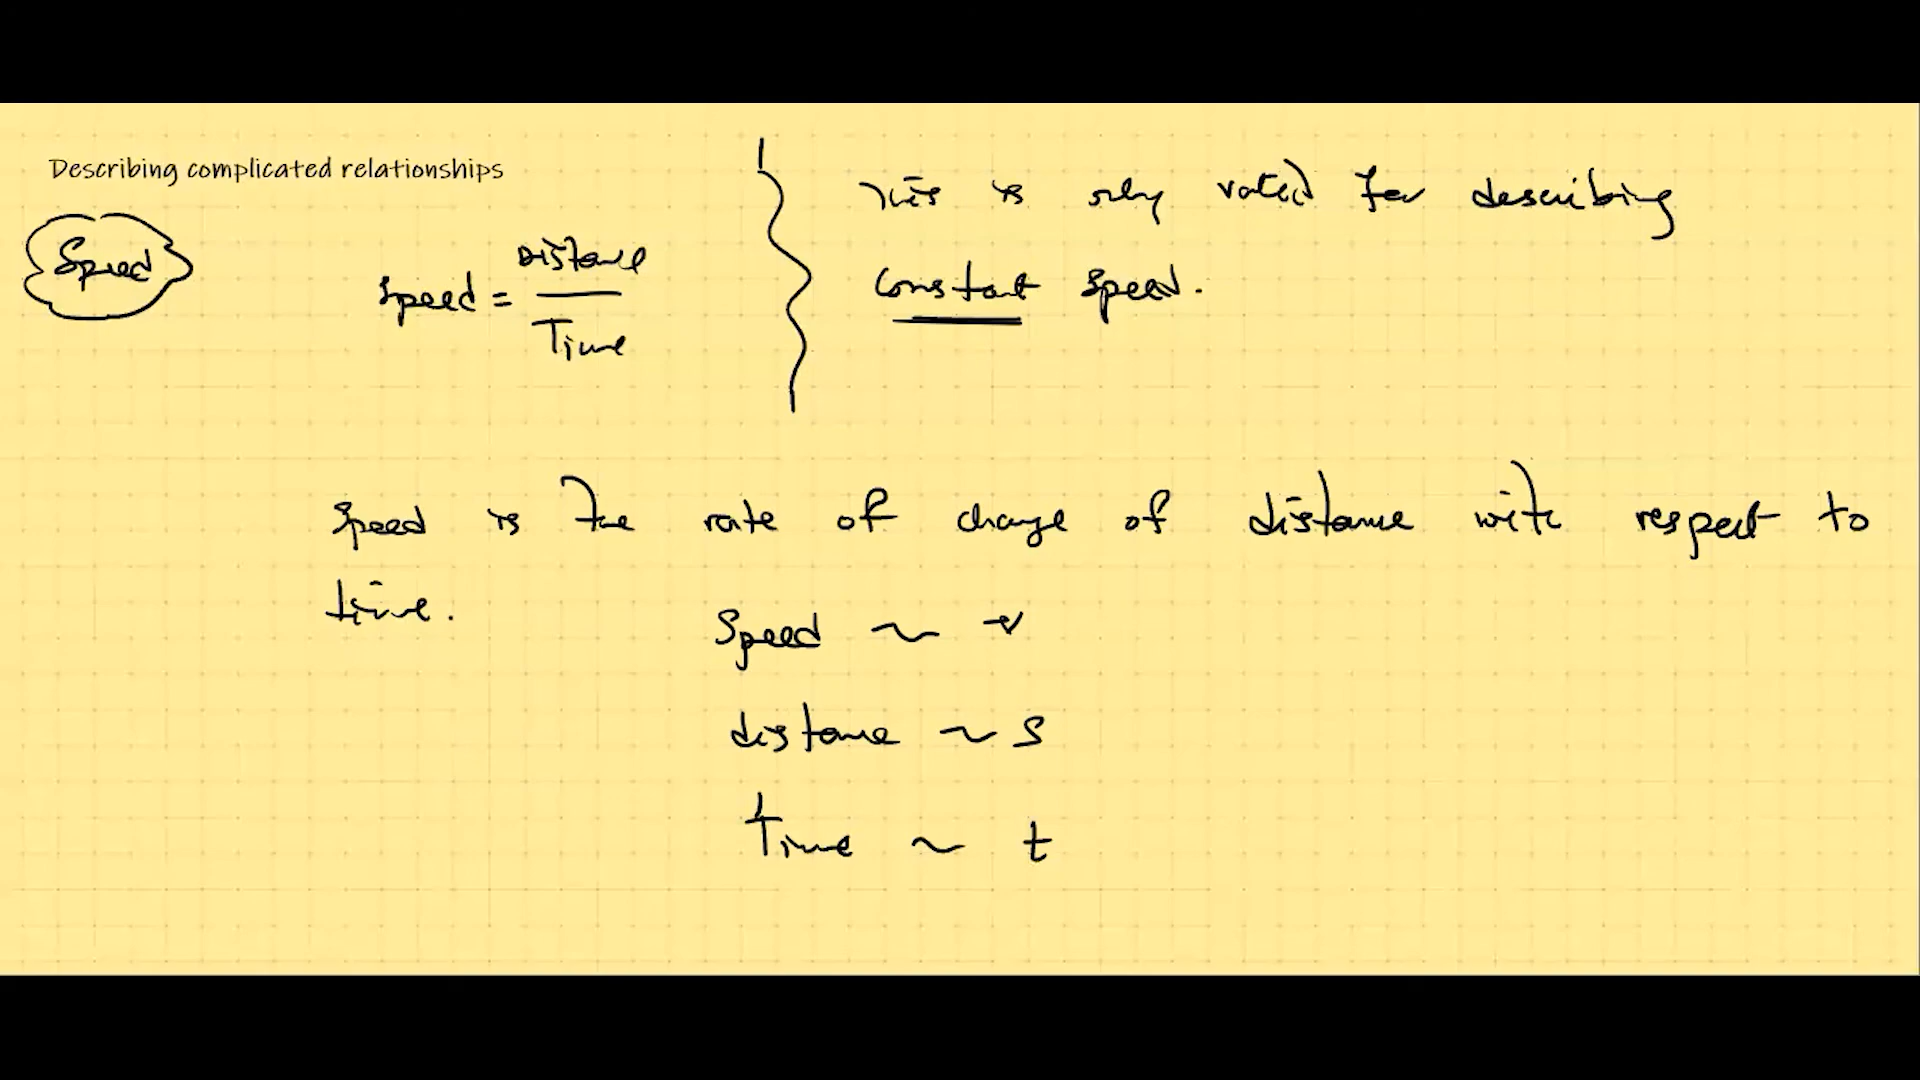 Describing complicated relationships
Speed
Speed = Distance / Time
This is only valid for describing
constant speed.
Speed is the rate of change of distance with respect to
time.
Speed ~ v
distance ~ s
Time ~ t